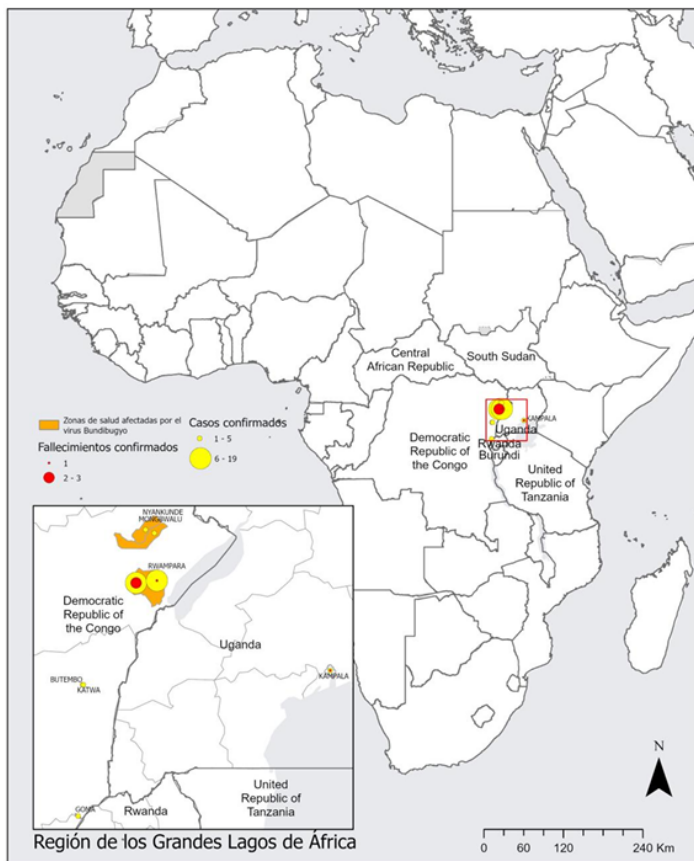 Central
African Republic
South Sudan
KAMPALA
Uganda
Rwanda
Burundi
Democratic
Republic of
the Congo
United
Republic of
Tanzania
Zonas de salud afectadas por el
virus Bundibugyo
Fallecimientos confirmados
1
2 - 3
Casos confirmados
1 - 5
6 - 19
NYANKUNDE
MONGBWALU
RWAMPARA
Democratic
Republic of
the Congo
Uganda
KAMPALA
BUTEMBO
KATWA
GOMA
Rwanda
United
Republic of
Tanzania
Región de los Grandes Lagos de África
N
0 60 120 240 Km